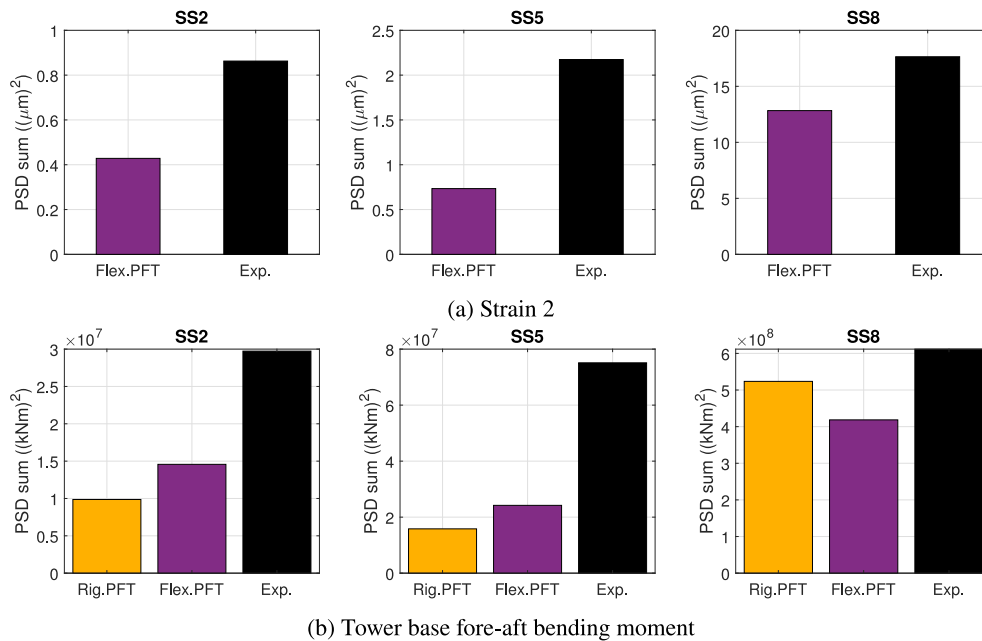 SS2
PSD sum ((μm)²)
1
0.8
0.6
0.4
0.2
0
Flex.PFT Exp.
SS5
PSD sum ((μm)²)
2.5
2
1.5
1
0.5
0
Flex.PFT Exp.
SS8
PSD sum ((μm)²)
20
15
10
5
0
Flex.PFT Exp.
(a) Strain 2
SS2
×10⁷
PSD sum ((kNm)²)
3
2.5
2
1.5
1
0.5
0
Rig.PFT Flex.PFT Exp.
SS5
×10⁷
PSD sum ((kNm)²)
8
6
4
2
0
Rig.PFT Flex.PFT Exp.
SS8
×10⁸
PSD sum ((kNm)²)
6
5
4
3
2
1
0
Rig.PFT Flex.PFT Exp.
(b) Tower base fore-aft bending moment